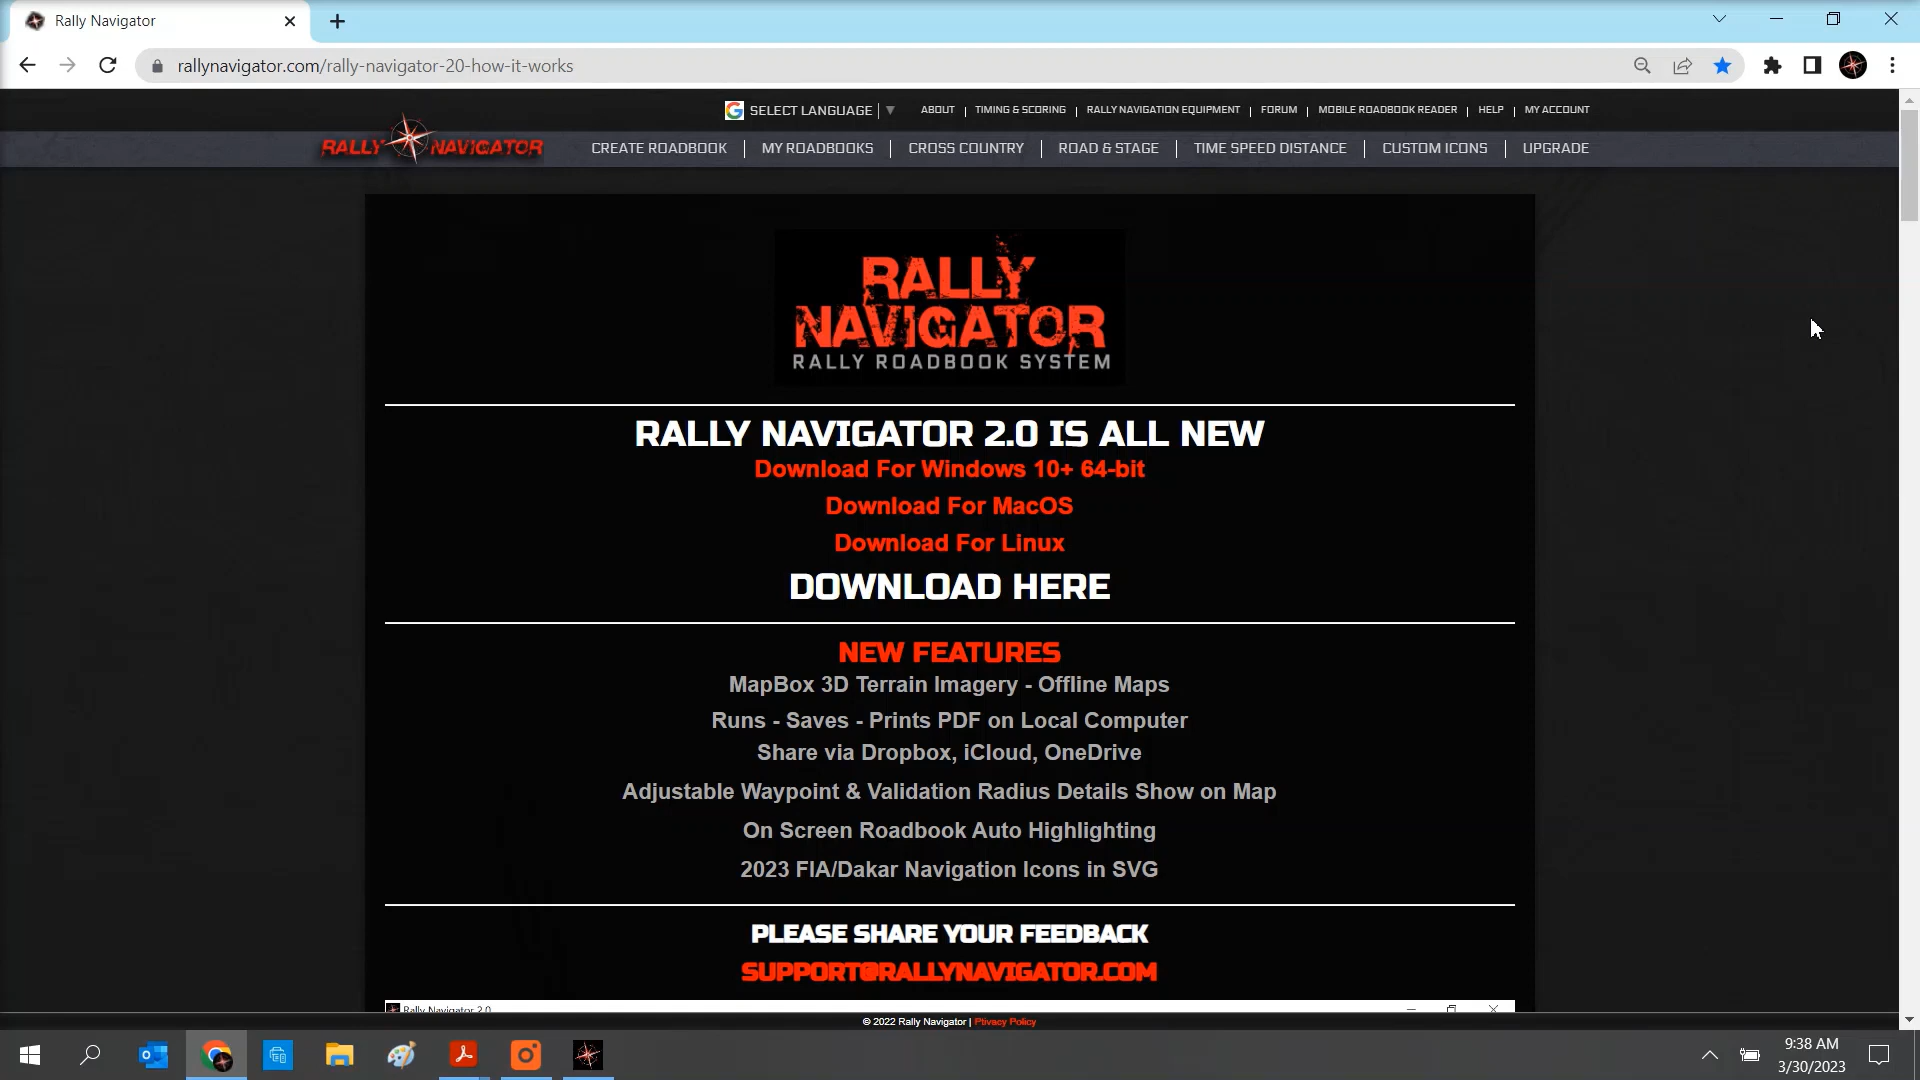 Rally Navigator
rallynavigator.com/rally-navigator-20-how-it-works
SELECT LANGUAGE
ABOUT | TIMING & SCORING | RALLY NAVIGATION EQUIPMENT | FORUM | MOBILE ROADBOOK READER | HELP | MY ACCOUNT
RALLY NAVIGATOR
CREATE ROADBOOK | MY ROADBOOKS | CROSS COUNTRY | ROAD & STAGE | TIME SPEED DISTANCE | CUSTOM ICONS | UPGRADE
RALLY
NAVIGATOR
RALLY ROADBOOK SYSTEM
RALLY NAVIGATOR 2.0 IS ALL NEW
Download For Windows 10+ 64-bit
Download For MacOS
Download For Linux
DOWNLOAD HERE
NEW FEATURES
MapBox 3D Terrain Imagery - Offline Maps
Runs - Saves - Prints PDF on Local Computer
Share via Dropbox, iCloud, OneDrive
Adjustable Waypoint & Validation Radius Details Show on Map
On Screen Roadbook Auto Highlighting
2023 FIA/Dakar Navigation Icons in SVG
PLEASE SHARE YOUR FEEDBACK
SUPPORT@RALLYNAVIGATOR.COM
Rally Navigator 2.0
© 2022 Rally Navigator | Privacy Policy
9:38 AM
3/30/2023